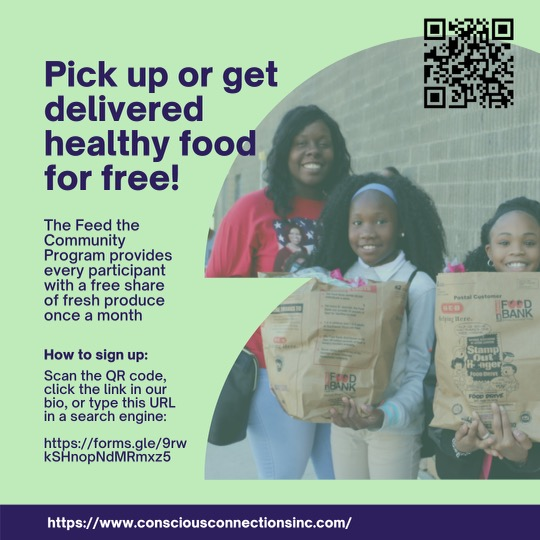 Pick up or get
delivered
healthy food
for free!
The Feed the
Community
Program provides
every participant
with a free share
of fresh produce
once a month
How to sign up:
Scan the QR code,
click the link in our
bio, or type this URL
in a search engine:
https://forms.gle/9rw
kSHnopNdMRmxz5
FOOD
BANK
Postal Customer
H-E-B
FOOD
BANK
Stamp
Out
Hunger
https://www.consciousconnectionsinc.com/